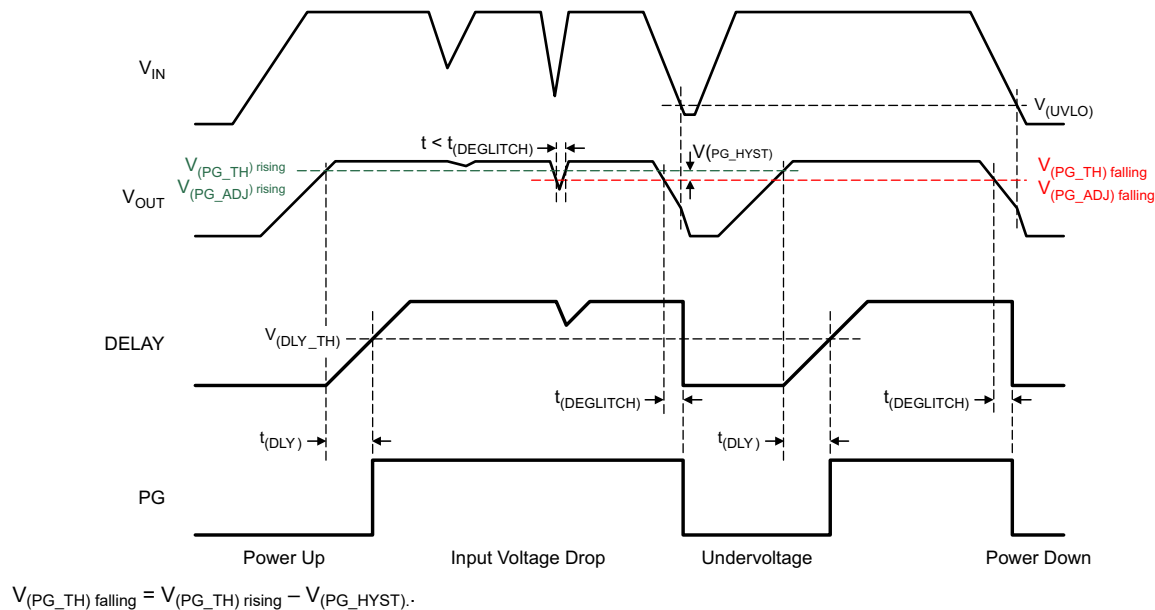 VIN
V(UVLO)
t < t(DEGLITCH)
V(PG_HYST)
V(PG_TH) rising
V(PG_ADJ) rising
V(PG_TH) falling
V(PG_ADJ) falling
VOUT
V(DLY_TH)
DELAY
t(DEGLITCH)
t(DEGLITCH)
t(DLY)
t(DLY)
PG
Power Up
Input Voltage Drop
Undervoltage
Power Down
V(PG_TH) falling = V(PG_TH) rising – V(PG_HYST).